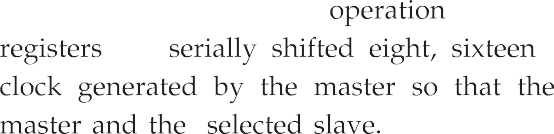 operation
registers serially shifted eight, sixteen
clock generated by the master so that the
master and the selected slave.